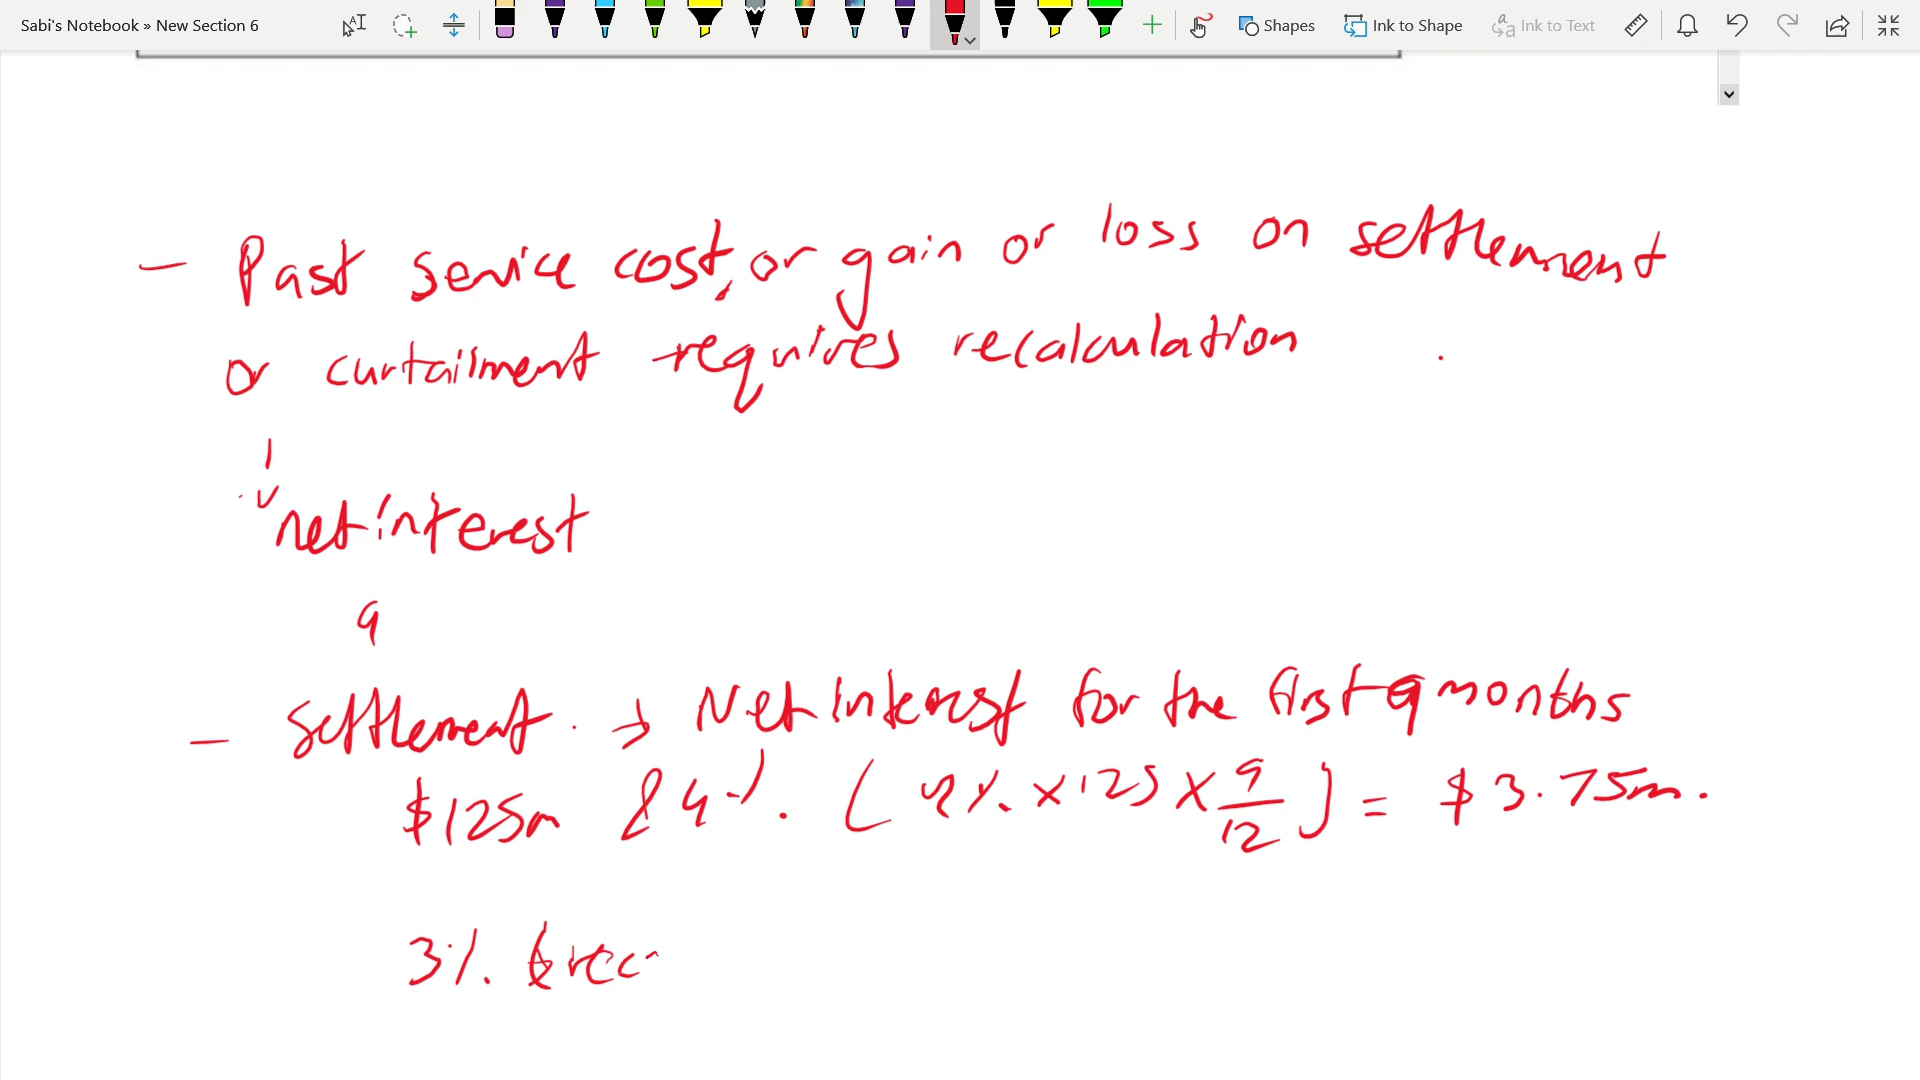 Sabi's Notebook » New Section 6
Shapes
Ink to Shape
Ink to Text
- Past service cost, or gain or loss on settlement
or curtailment requires recalculation
net interest
9
- settlement → Net interest for the first 9 months
$125m & 4%. (4% × 125 × 9/12) = $3.75m.
3%.